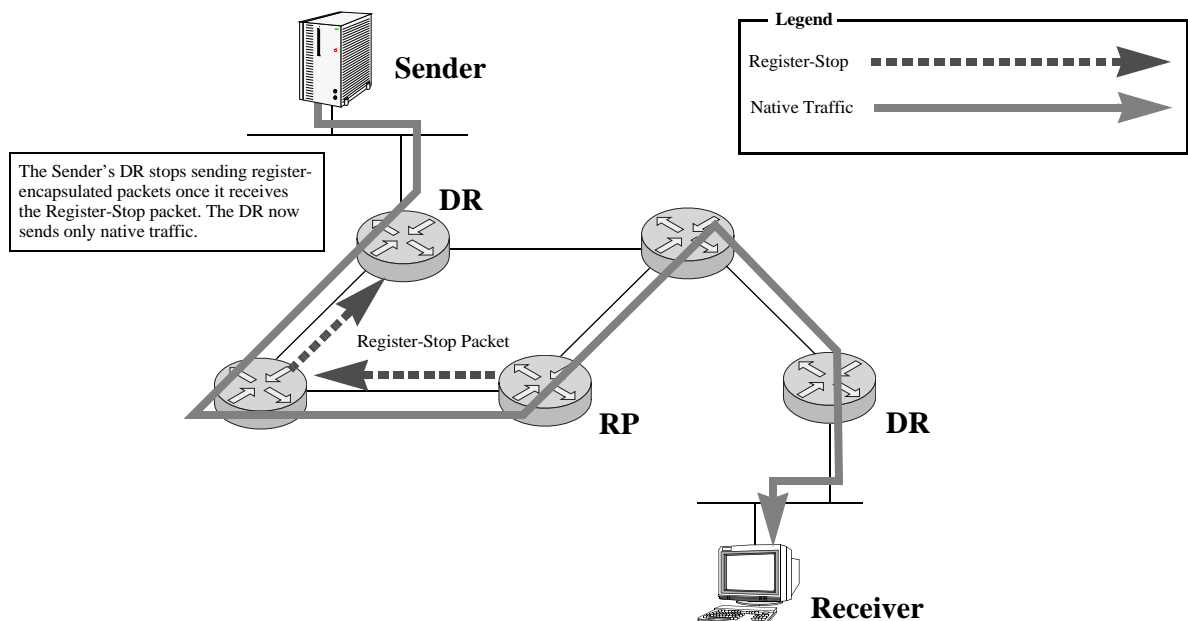 Legend
Register-Stop
Native Traffic
Sender
The Sender’s DR stops sending register-
encapsulated packets once it receives
the Register-Stop packet. The DR now
sends only native traffic.
DR
Register-Stop Packet
RP
DR
Receiver